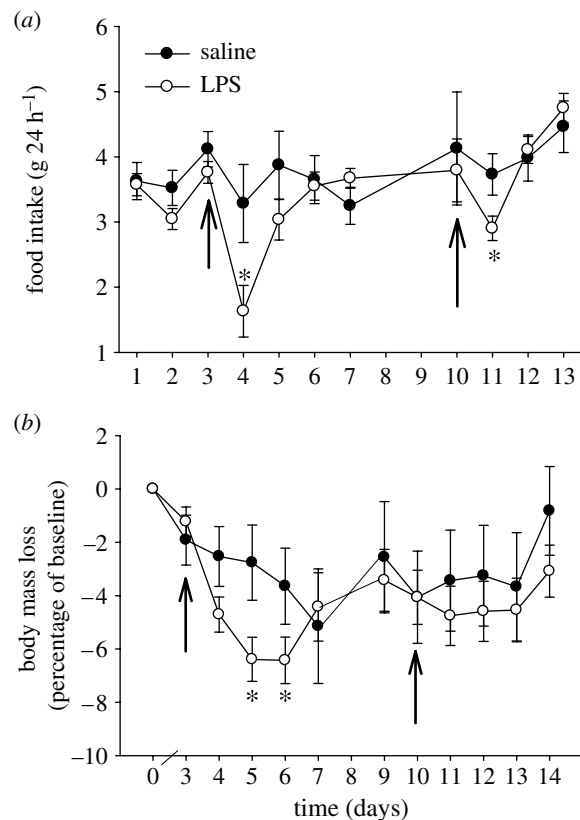 (a)
saline
LPS
food intake (g 24 h⁻¹)
6
5
4
3
2
1
*
*
1 2 3 4 5 6 7 8 9 10 11 12 13
(b)
body mass loss
(percentage of baseline)
2
0
−2
−4
−6
−8
−10
* *
0 3 4 5 6 7 8 9 10 11 12 13 14
time (days)